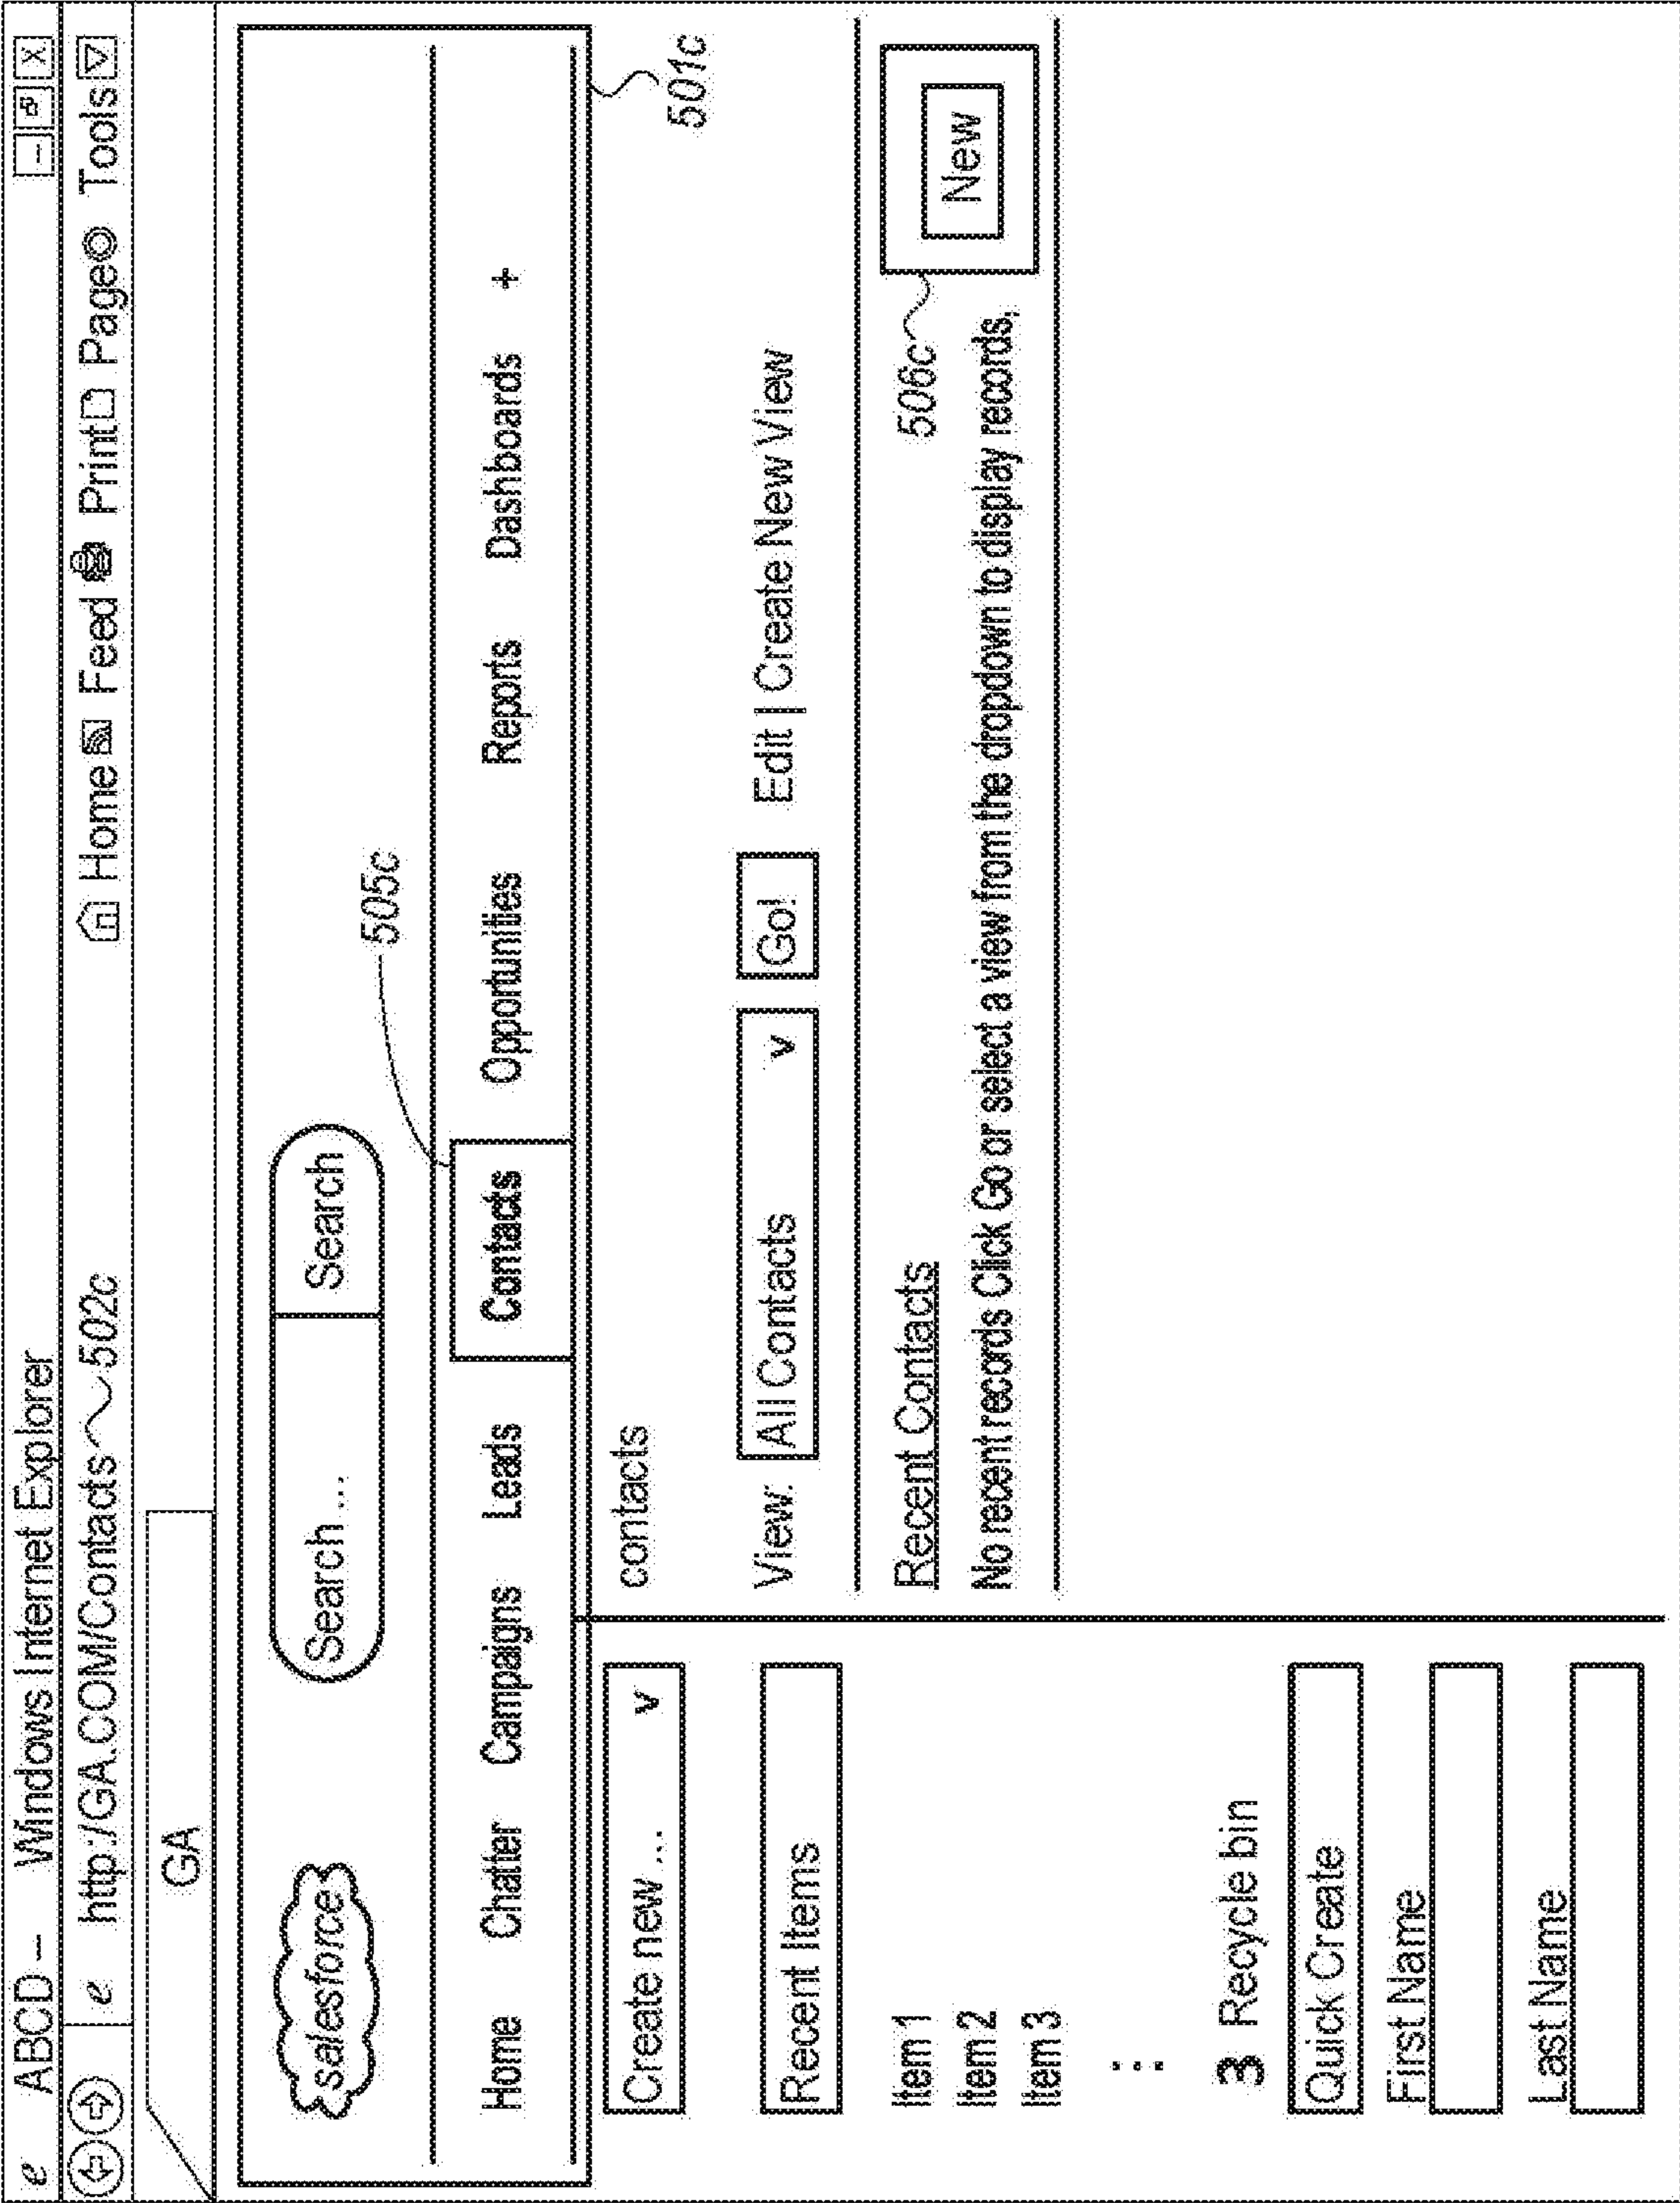 e ABCD – Windows Internet Explorer – X
e http:/GA.COM/Contacts 502c Home Feed Print Page Tools
GA
505c
salesforce Search ... Search
Home Chatter Campaigns Leads Contacts Opportunities Reports Dashboards +
501c
Create new ... v
contacts
View: All Contacts v Go! Edit | Create New View
Recent Items
Recent Contacts
506c
New
No recent records Click Go or select a view from the dropdown to display records,
Item 1
Item 2
Item 3
⋮
3 Recycle bin
Quick Create
First Name
Last Name